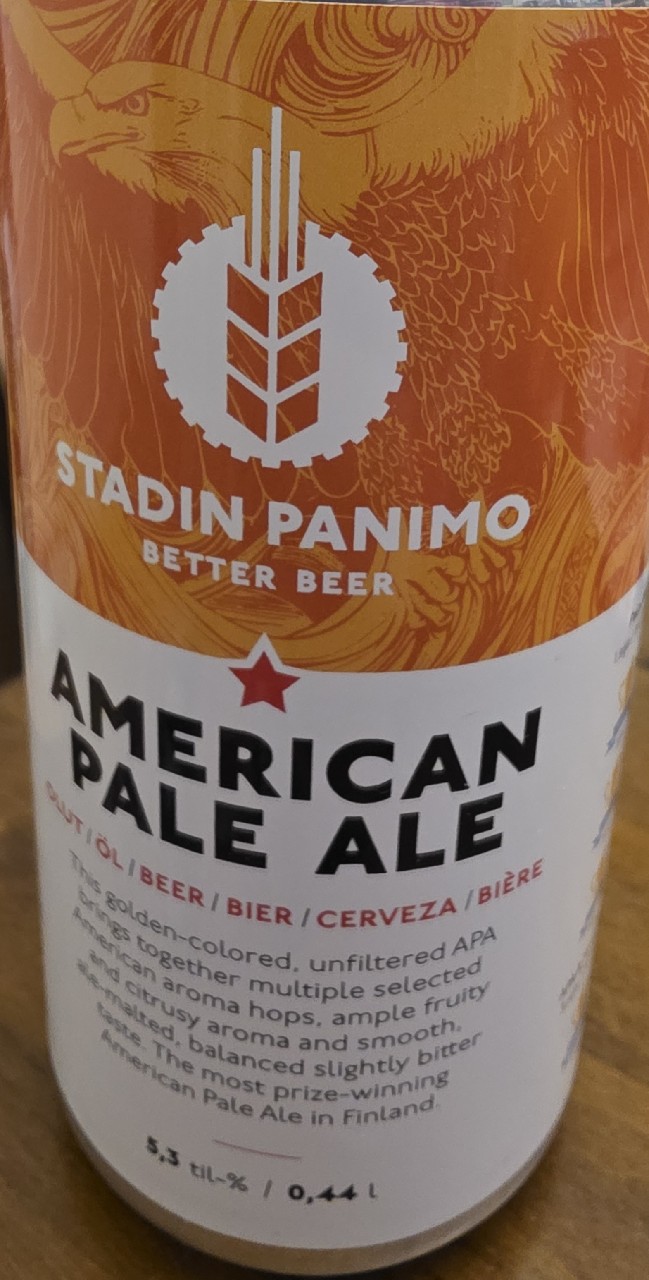 STADIN PANIMO
BETTER BEER
AMERICAN
PALE ALE
OLUT / ÖL / BEER / BIER / CERVEZA / BIÈRE
This golden-colored, unfiltered APA
brings together multiple selected
American aroma hops, ample fruity
and citrusy aroma and smooth,
ale-malted, balanced slightly bitter
taste. The most prize-winning
American Pale Ale in Finland.
5,3 til-% / 0,44 l